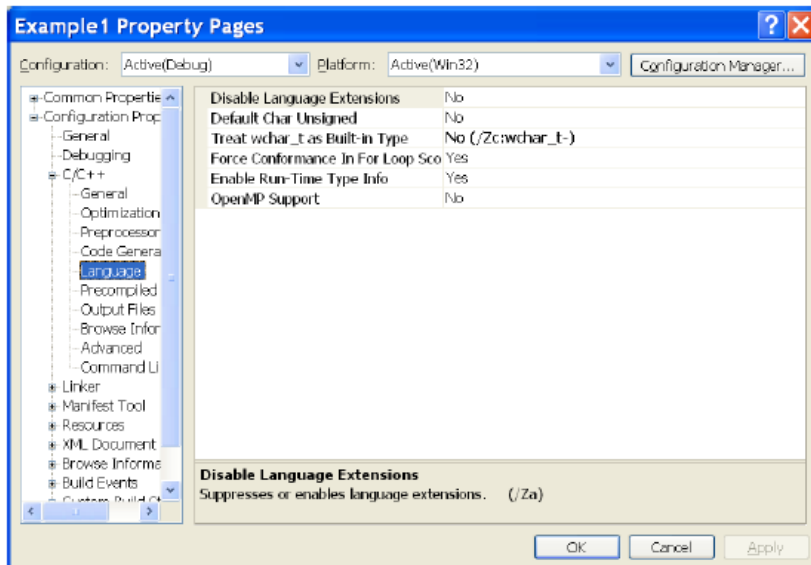 Example1 Property Pages
Configuration: Active(Debug) Platform: Active(Win32) Configuration Manager...
Common Propertie
Configuration Prop
General
Debugging
C/C++
General
Optimization
Preprocessor
Code Genera
Language
Precompiled
Output Files
Browse Infor
Advanced
Command Li
Linker
Manifest Tool
Resources
XML Document
Browse Informa
Build Events
Disable Language Extensions No
Default Char Unsigned No
Treat wchar_t as Built-in Type No (/Zc:wchar_t-)
Force Conformance In For Loop Sco Yes
Enable Run-Time Type Info Yes
OpenMP Support No
Disable Language Extensions
Suppresses or enables language extensions. (/Za)
OK Cancel Apply